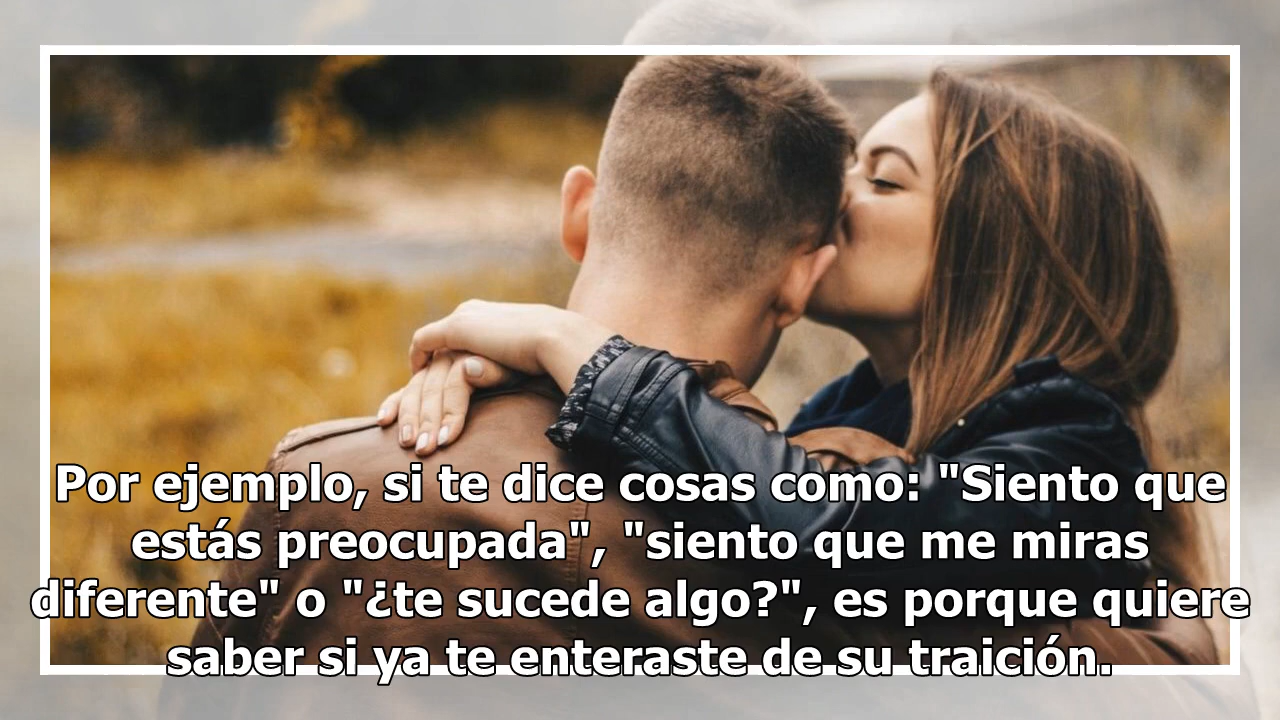 Por ejemplo, si te dice cosas como: "Siento que
estás preocupada", "siento que me miras
diferente" o "¿te sucede algo?", es porque quiere
saber si ya te enteraste de su traición.